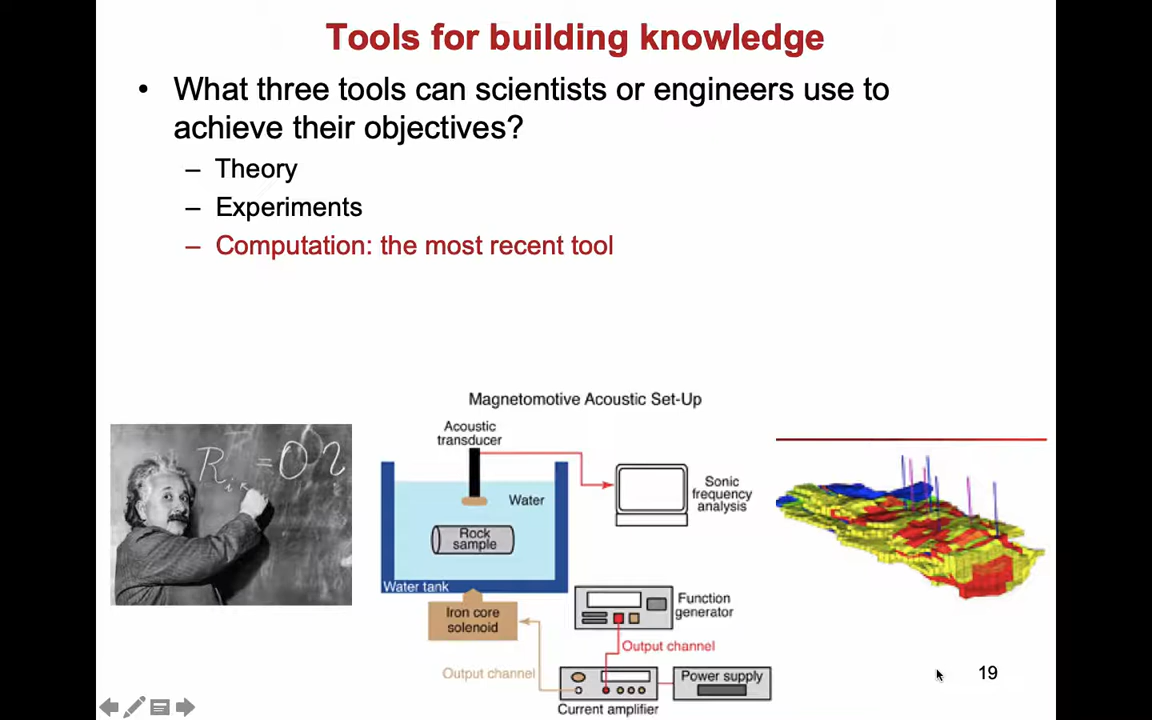 Tools for building knowledge
• What three tools can scientists or engineers use to
achieve their objectives?
– Theory
– Experiments
– Computation: the most recent tool
Magnetomotive Acoustic Set-Up
Acoustic
transducer
Water
Rock
sample
Water tank
Sonic
frequency
analysis
Iron core
solenoid
Function
generator
Output channel
Output channel
Power supply
Current amplifier
R i κ = 0 ?
19